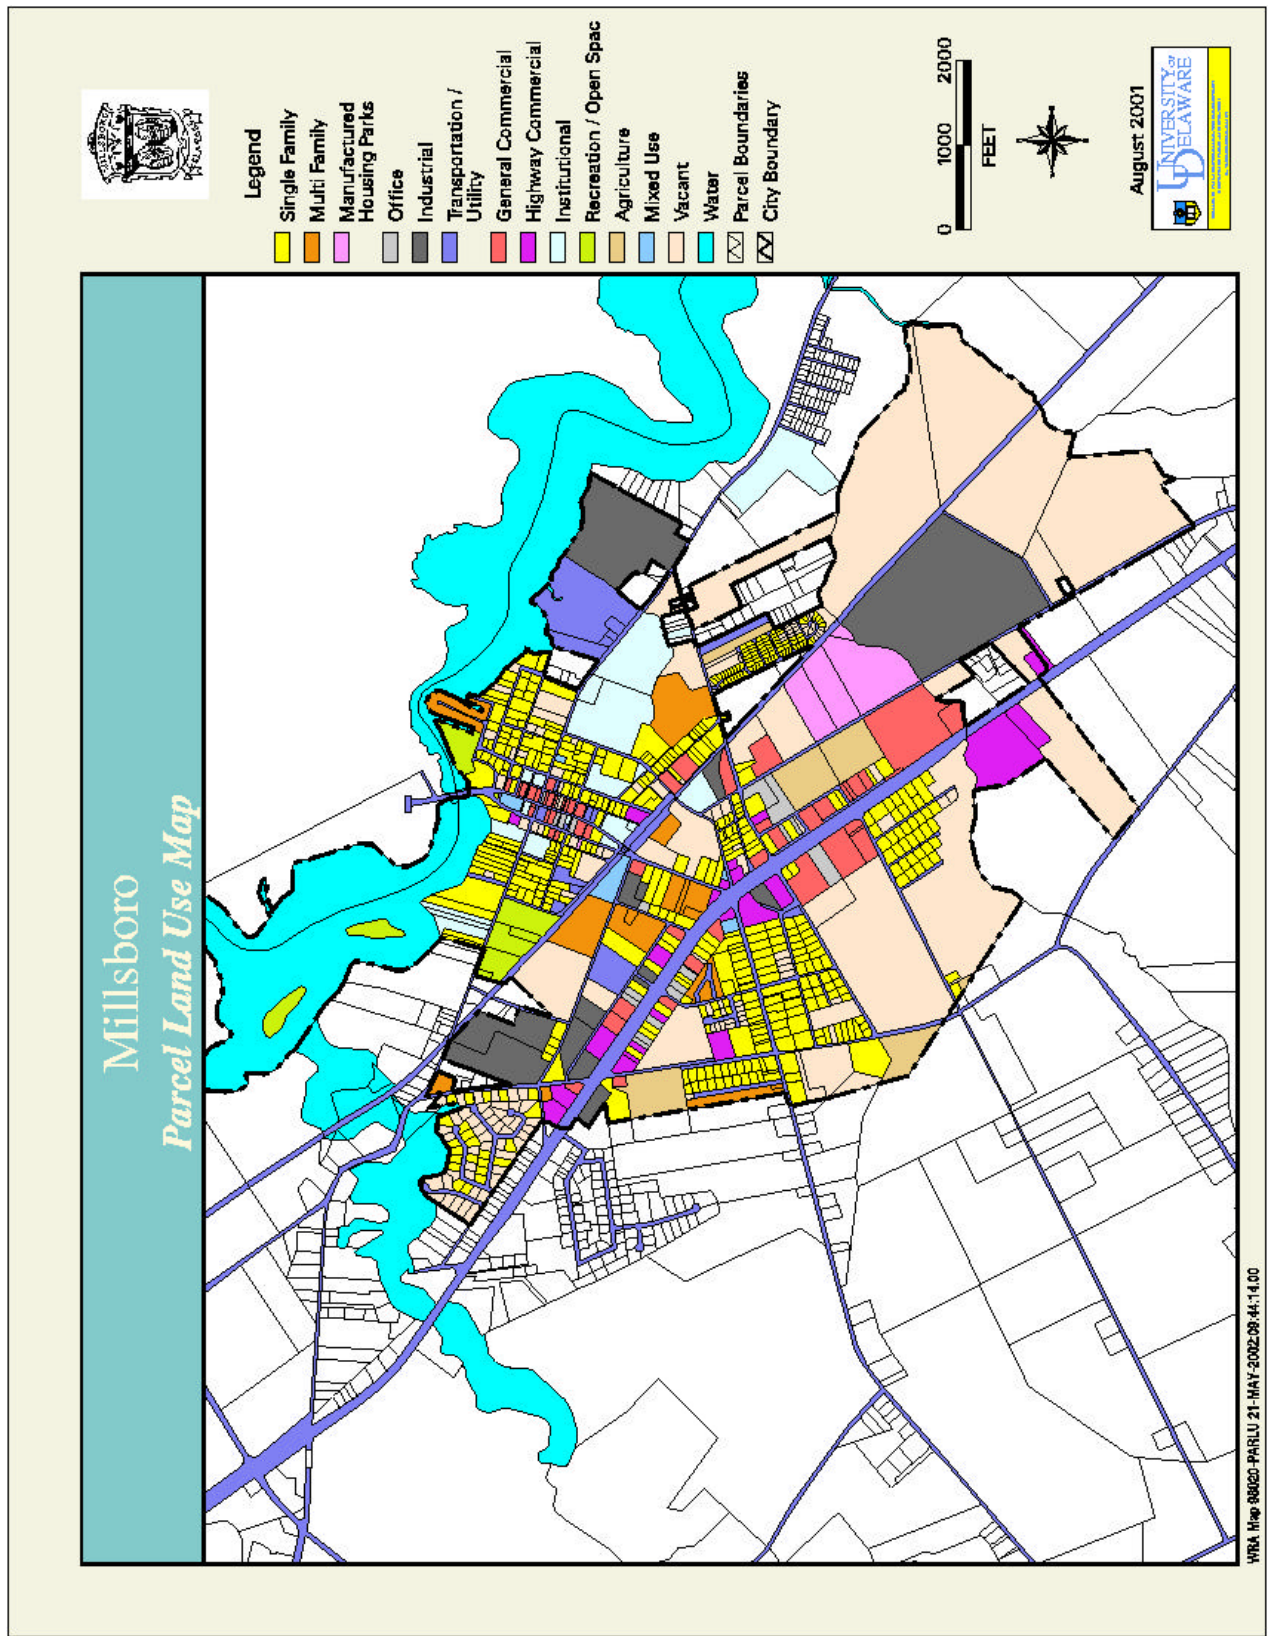 Millsboro
Parcel Land Use Map
Legend
Single Family
Multi Family
Manufactured
Housing Parks
Office
Industrial
Transportation /
Utility
General Commercial
Highway Commercial
Institutional
Recreation / Open Spac
Agriculture
Mixed Use
Vacant
Water
Parcel Boundaries
City Boundary
0 1000 2000
FEET
August 2001
UNIVERSITY OF
DELAWARE
WRA Map 98020-PARLU 21-MAY-2002:09:44:14.00